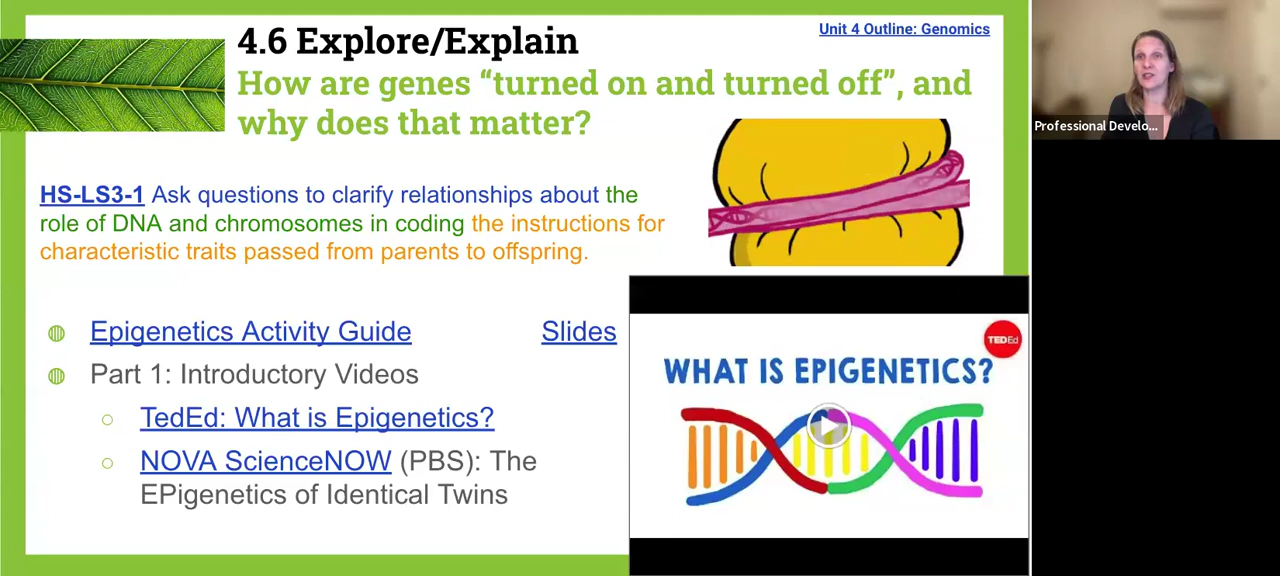 4.6 Explore/Explain
Unit 4 Outline: Genomics
How are genes “turned on and turned off”, and
why does that matter?
Professional Develo...
HS-LS3-1 Ask questions to clarify relationships about the
role of DNA and chromosomes in coding the instructions for
characteristic traits passed from parents to offspring.
Epigenetics Activity Guide
Slides
Part 1: Introductory Videos
TedEd: What is Epigenetics?
NOVA ScienceNOW (PBS): The
EPigenetics of Identical Twins
TEDEd
WHAT IS EPIGENETICS?